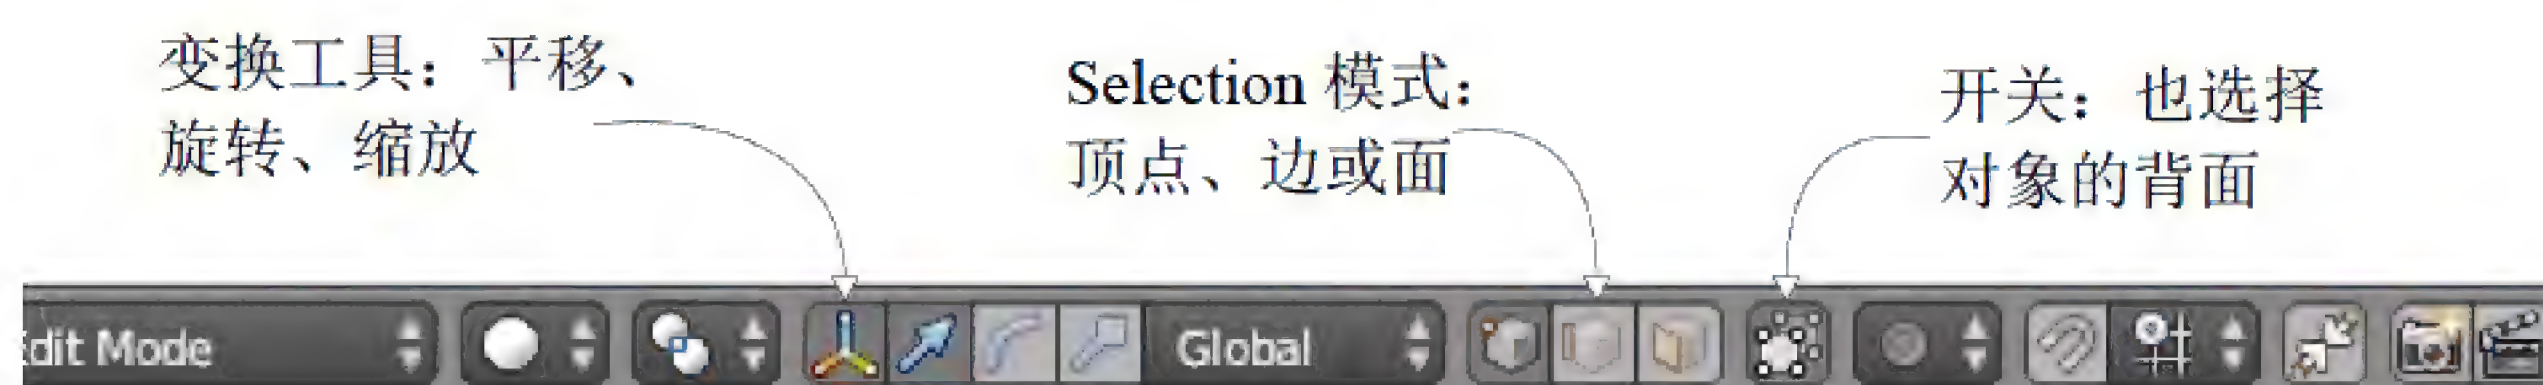 变换工具：平移、
旋转、缩放
Selection 模式：
顶点、边或面
开关：也选择
对象的背面
dit Mode
Global